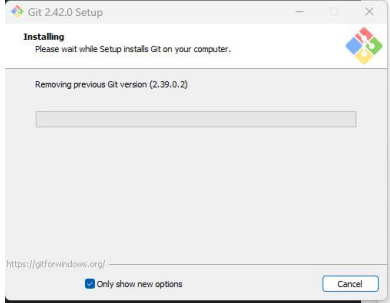 Git 2.42.0 Setup
Installing
Please wait while Setup installs Git on your computer.
Removing previous Git version (2.39.0.2)
https://gitforwindows.org/
Only show new options
Cancel